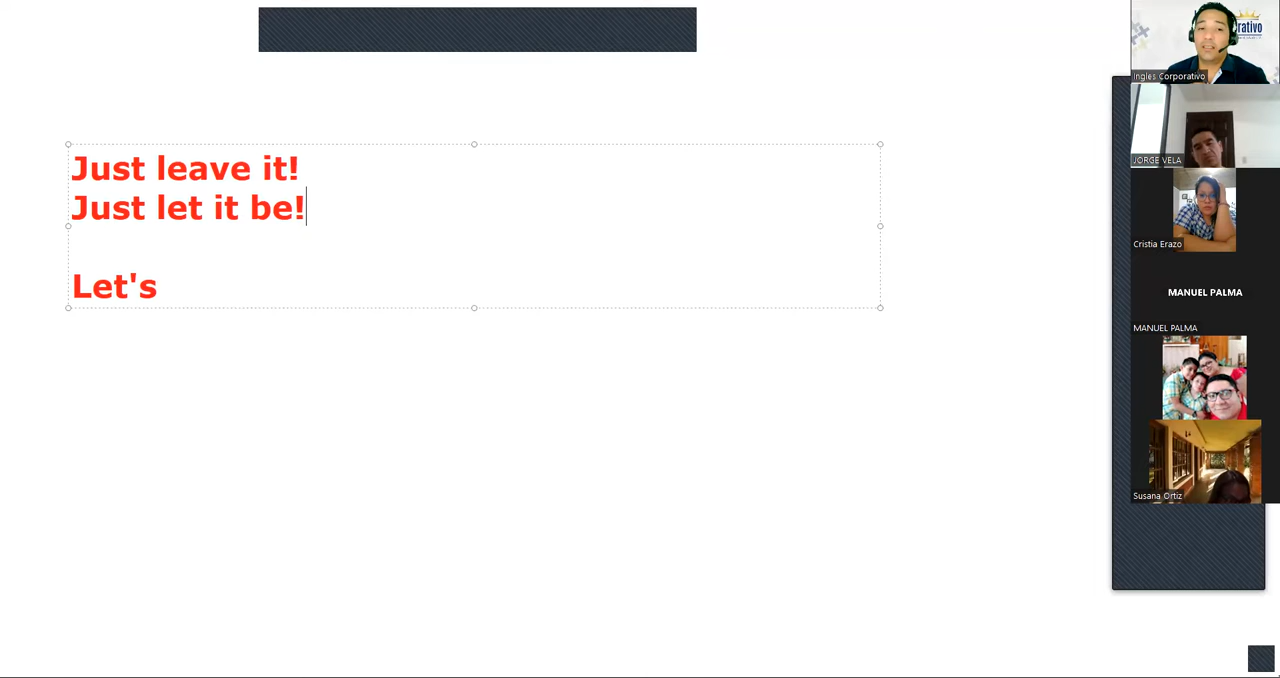 Just leave it!
Just let it be!
Let's
rativo
Ingles Corporativo
JORGE VELA
Cristia Erazo
MANUEL PALMA
MANUEL PALMA
Susana Ortiz